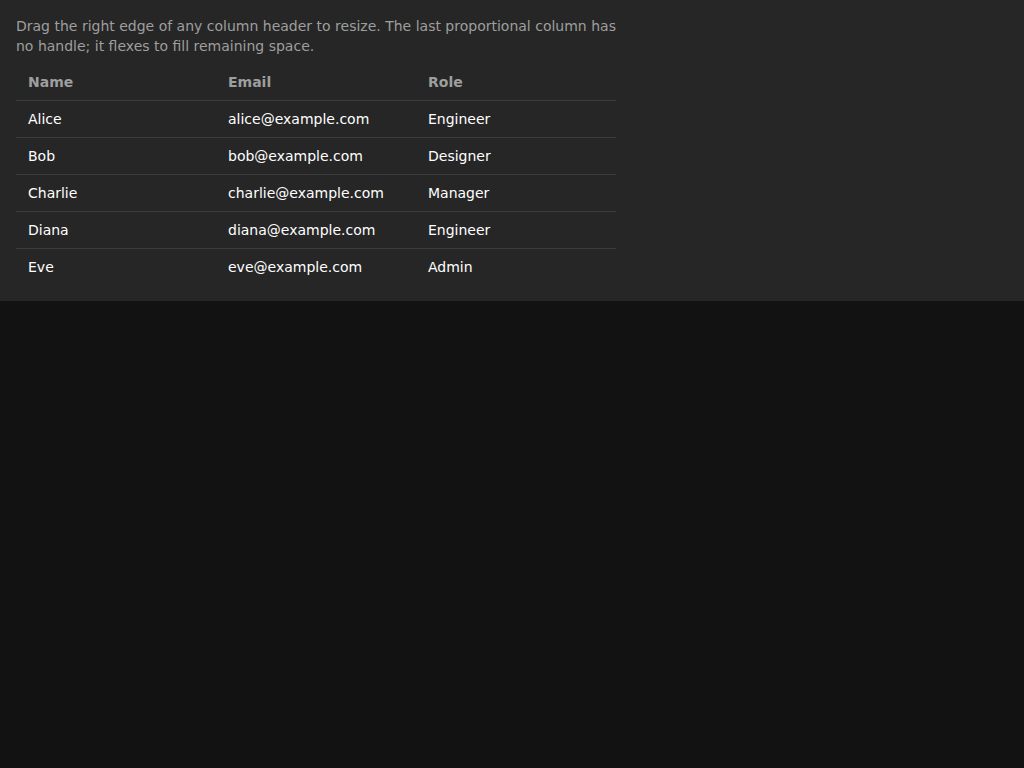 Drag the right edge of any column header to resize. The last proportional column has
no handle; it flexes to fill remaining space.
Name Email Role
Alice alice@example.com Engineer
Bob bob@example.com Designer
Charlie charlie@example.com Manager
Diana diana@example.com Engineer
Eve eve@example.com Admin